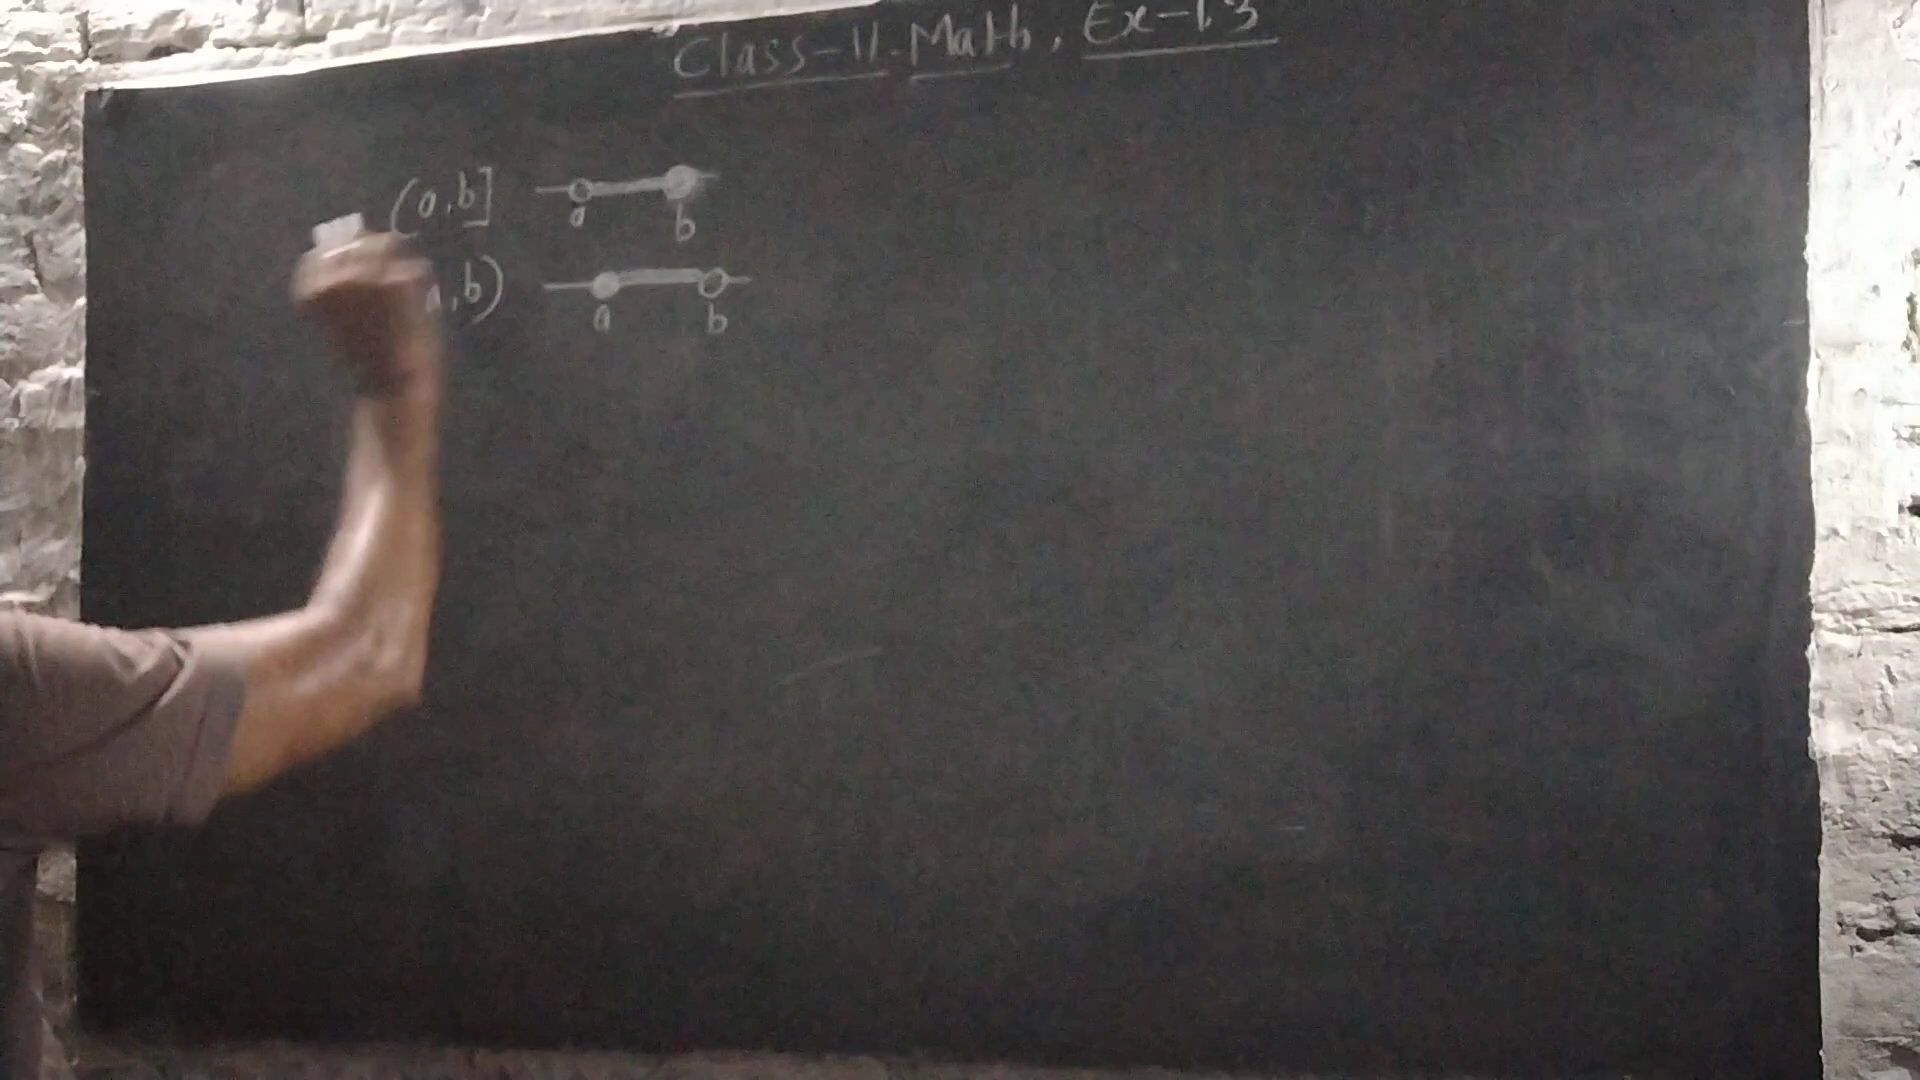 Class-11. Math, Ex-1.3
(a,b] a b
a,b) a b